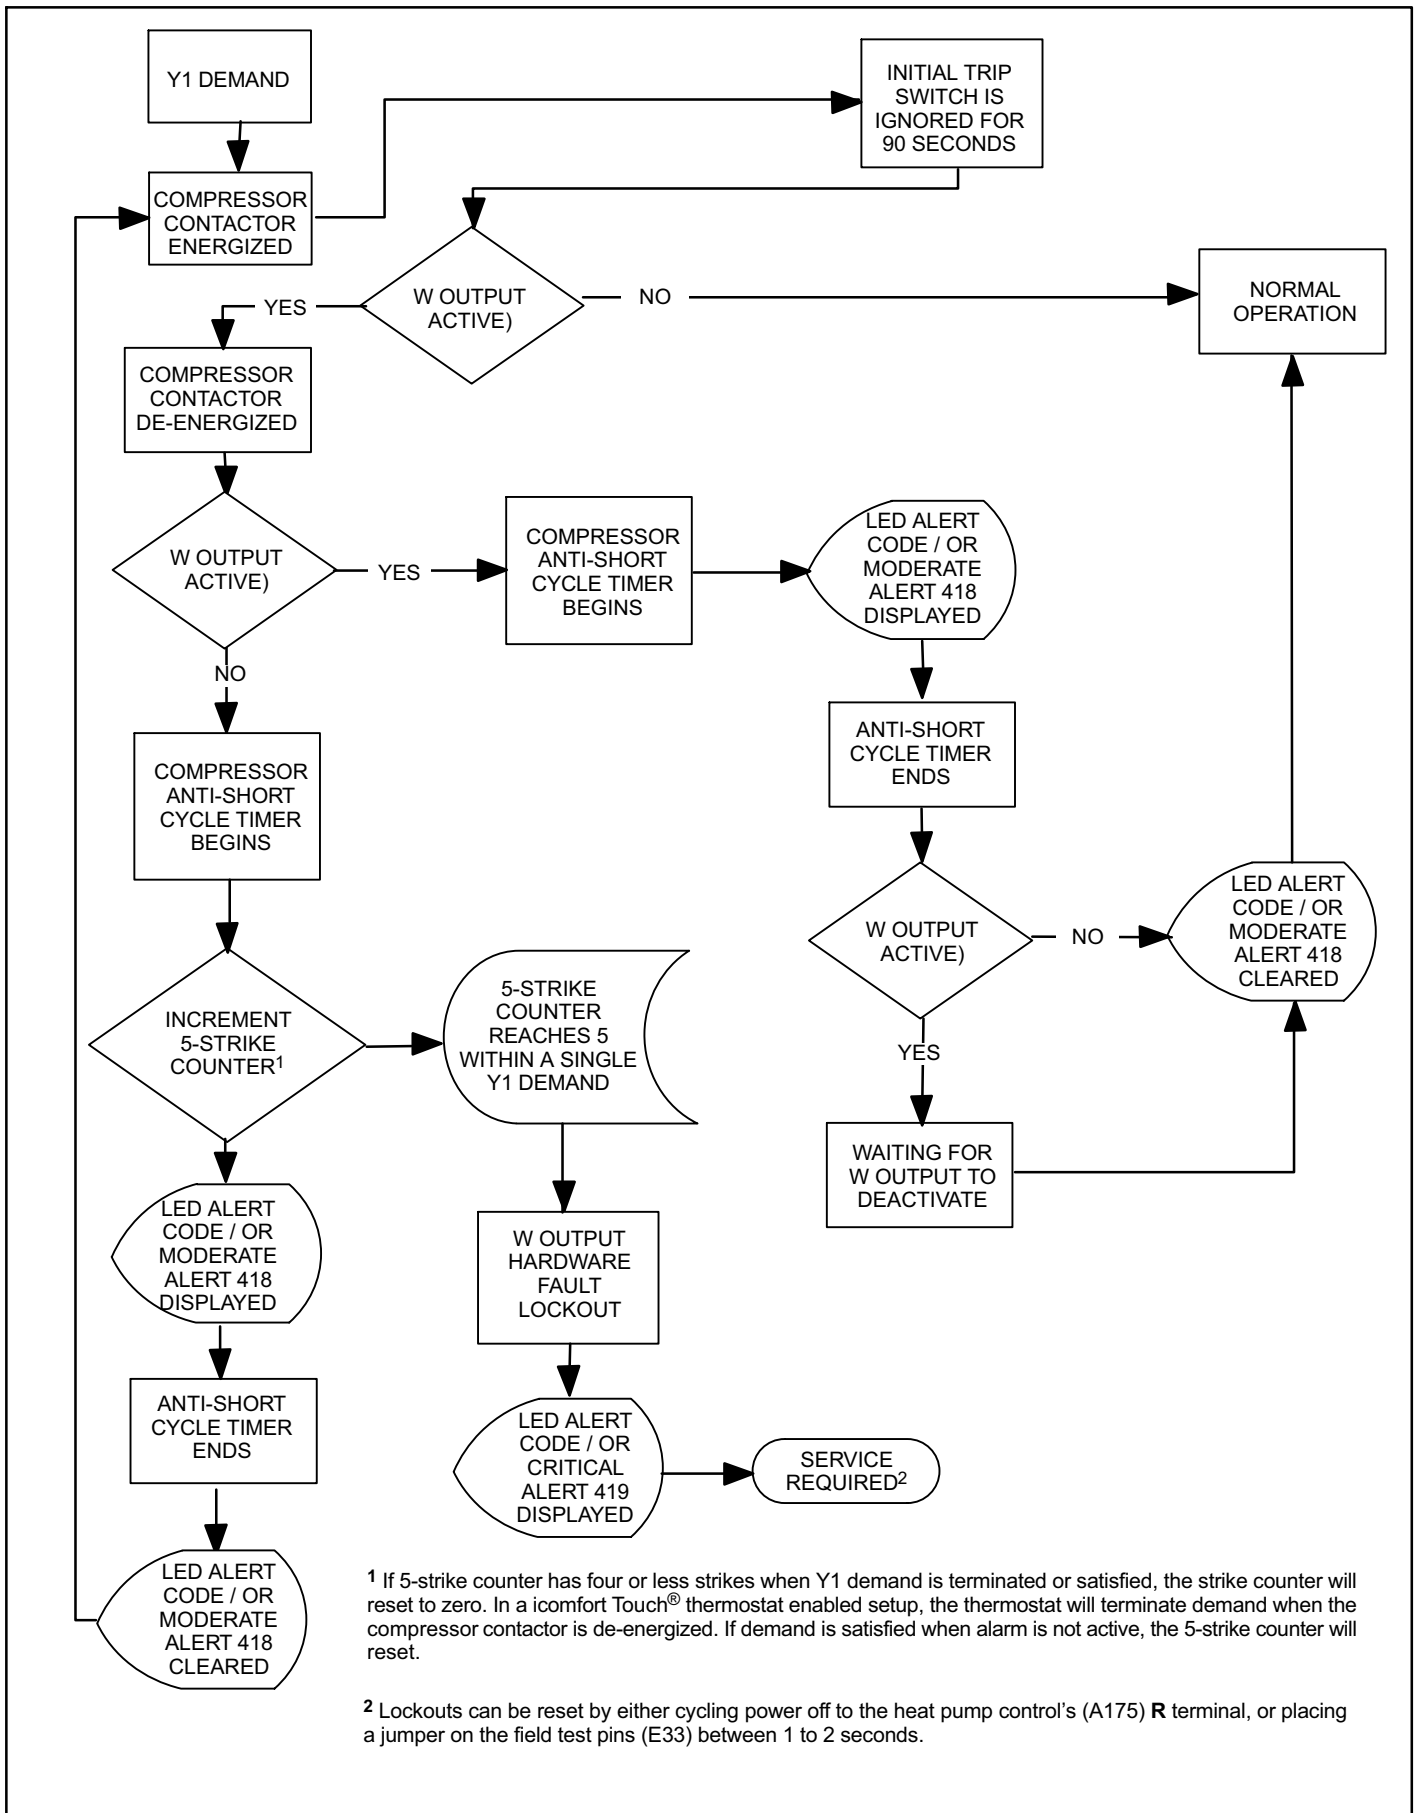 Y1 DEMAND
INITIAL TRIP
SWITCH IS
IGNORED FOR
90 SECONDS
COMPRESSOR
CONTACTOR
ENERGIZED
W OUTPUT
ACTIVE)
YES
NO
NORMAL
OPERATION
COMPRESSOR
CONTACTOR
DE-ENERGIZED
W OUTPUT
ACTIVE)
YES
COMPRESSOR
ANTI-SHORT
CYCLE TIMER
BEGINS
LED ALERT
CODE / OR
MODERATE
ALERT 418
DISPLAYED
NO
ANTI-SHORT
CYCLE TIMER
ENDS
COMPRESSOR
ANTI-SHORT
CYCLE TIMER
BEGINS
W OUTPUT
ACTIVE)
NO
LED ALERT
CODE / OR
MODERATE
ALERT 418
CLEARED
YES
INCREMENT
5-STRIKE
COUNTER1
5-STRIKE
COUNTER
REACHES 5
WITHIN A SINGLE
Y1 DEMAND
WAITING FOR
W OUTPUT TO
DEACTIVATE
LED ALERT
CODE / OR
MODERATE
ALERT 418
DISPLAYED
W OUTPUT
HARDWARE
FAULT
LOCKOUT
ANTI-SHORT
CYCLE TIMER
ENDS
LED ALERT
CODE / OR
CRITICAL
ALERT 419
DISPLAYED
SERVICE
REQUIRED2
LED ALERT
CODE / OR
MODERATE
ALERT 418
CLEARED
1 If 5-strike counter has four or less strikes when Y1 demand is terminated or satisfied, the strike counter will
reset to zero. In a icomfort Touch® thermostat enabled setup, the thermostat will terminate demand when the
compressor contactor is de-energized. If demand is satisfied when alarm is not active, the 5-strike counter will
reset.
2 Lockouts can be reset by either cycling power off to the heat pump control's (A175) R terminal, or placing
a jumper on the field test pins (E33) between 1 to 2 seconds.